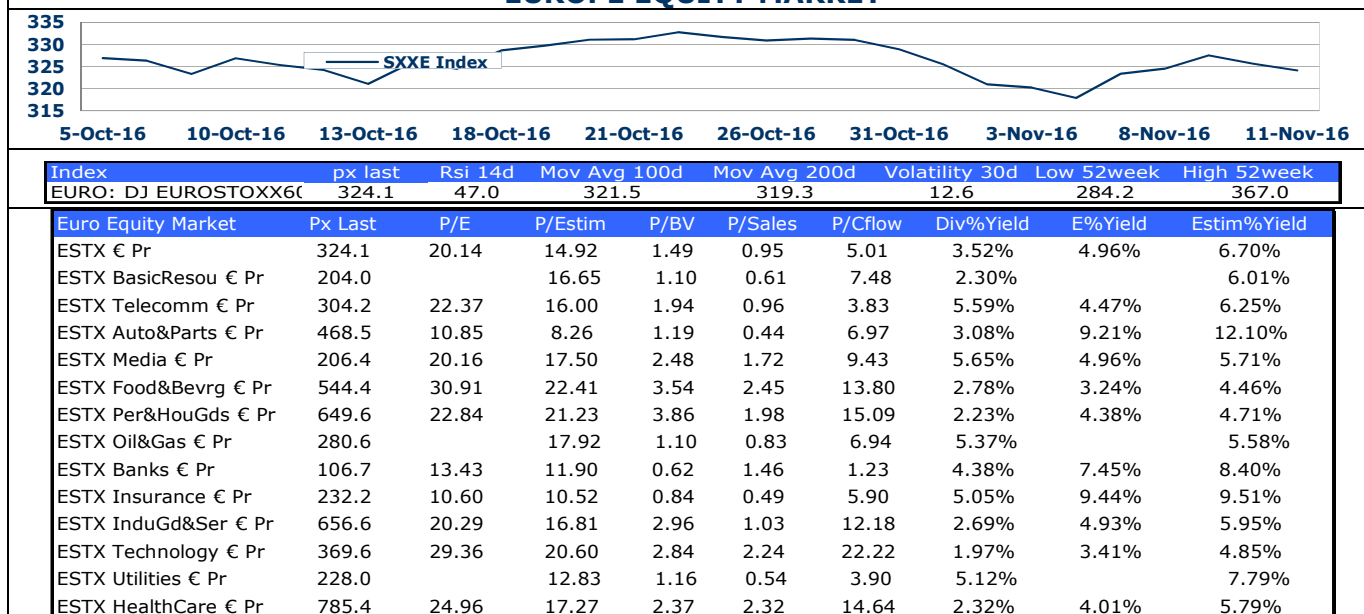 EUROPE EQUITY MARKET
335
330
325
320
315
SXXE Index
5-Oct-16 10-Oct-16 13-Oct-16 18-Oct-16 21-Oct-16 26-Oct-16 31-Oct-16 3-Nov-16 8-Nov-16 11-Nov-16
Index px last Rsi 14d Mov Avg 100d Mov Avg 200d Volatility 30d Low 52week High 52week
EURO: DJ EUROSTOXX60 324.1 47.0 321.5 319.3 12.6 284.2 367.0
Euro Equity Market Px Last P/E P/Estim P/BV P/Sales P/Cflow Div%Yield E%Yield Estim%Yield
ESTX € Pr 324.1 20.14 14.92 1.49 0.95 5.01 3.52% 4.96% 6.70%
ESTX BasicResou € Pr 204.0 16.65 1.10 0.61 7.48 2.30% 6.01%
ESTX Telecomm € Pr 304.2 22.37 16.00 1.94 0.96 3.83 5.59% 4.47% 6.25%
ESTX Auto&Parts € Pr 468.5 10.85 8.26 1.19 0.44 6.97 3.08% 9.21% 12.10%
ESTX Media € Pr 206.4 20.16 17.50 2.48 1.72 9.43 5.65% 4.96% 5.71%
ESTX Food&Bevrg € Pr 544.4 30.91 22.41 3.54 2.45 13.80 2.78% 3.24% 4.46%
ESTX Per&HouGds € Pr 649.6 22.84 21.23 3.86 1.98 15.09 2.23% 4.38% 4.71%
ESTX Oil&Gas € Pr 280.6 17.92 1.10 0.83 6.94 5.37% 5.58%
ESTX Banks € Pr 106.7 13.43 11.90 0.62 1.46 1.23 4.38% 7.45% 8.40%
ESTX Insurance € Pr 232.2 10.60 10.52 0.84 0.49 5.90 5.05% 9.44% 9.51%
ESTX InduGd&Ser € Pr 656.6 20.29 16.81 2.96 1.03 12.18 2.69% 4.93% 5.95%
ESTX Technology € Pr 369.6 29.36 20.60 2.84 2.24 22.22 1.97% 3.41% 4.85%
ESTX Utilities € Pr 228.0 12.83 1.16 0.54 3.90 5.12% 7.79%
ESTX HealthCare € Pr 785.4 24.96 17.27 2.37 2.32 14.64 2.32% 4.01% 5.79%